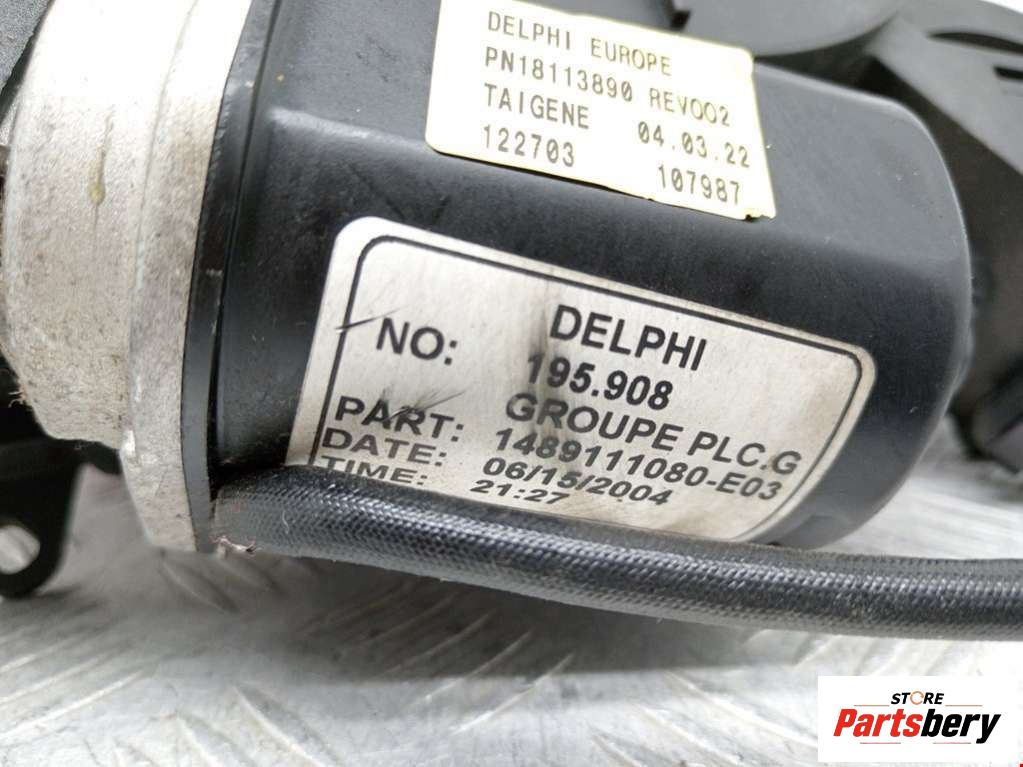 DELPHI EUROPE
PN18113890 REV002
TAIGENE 04.03.22
122703 107987
DELPHI
NO: 195.908
GROUPE PLC.G
PART: 1489111080-E03
DATE: 06/15/2004
TIME: 21:27
STORE
Partsbery